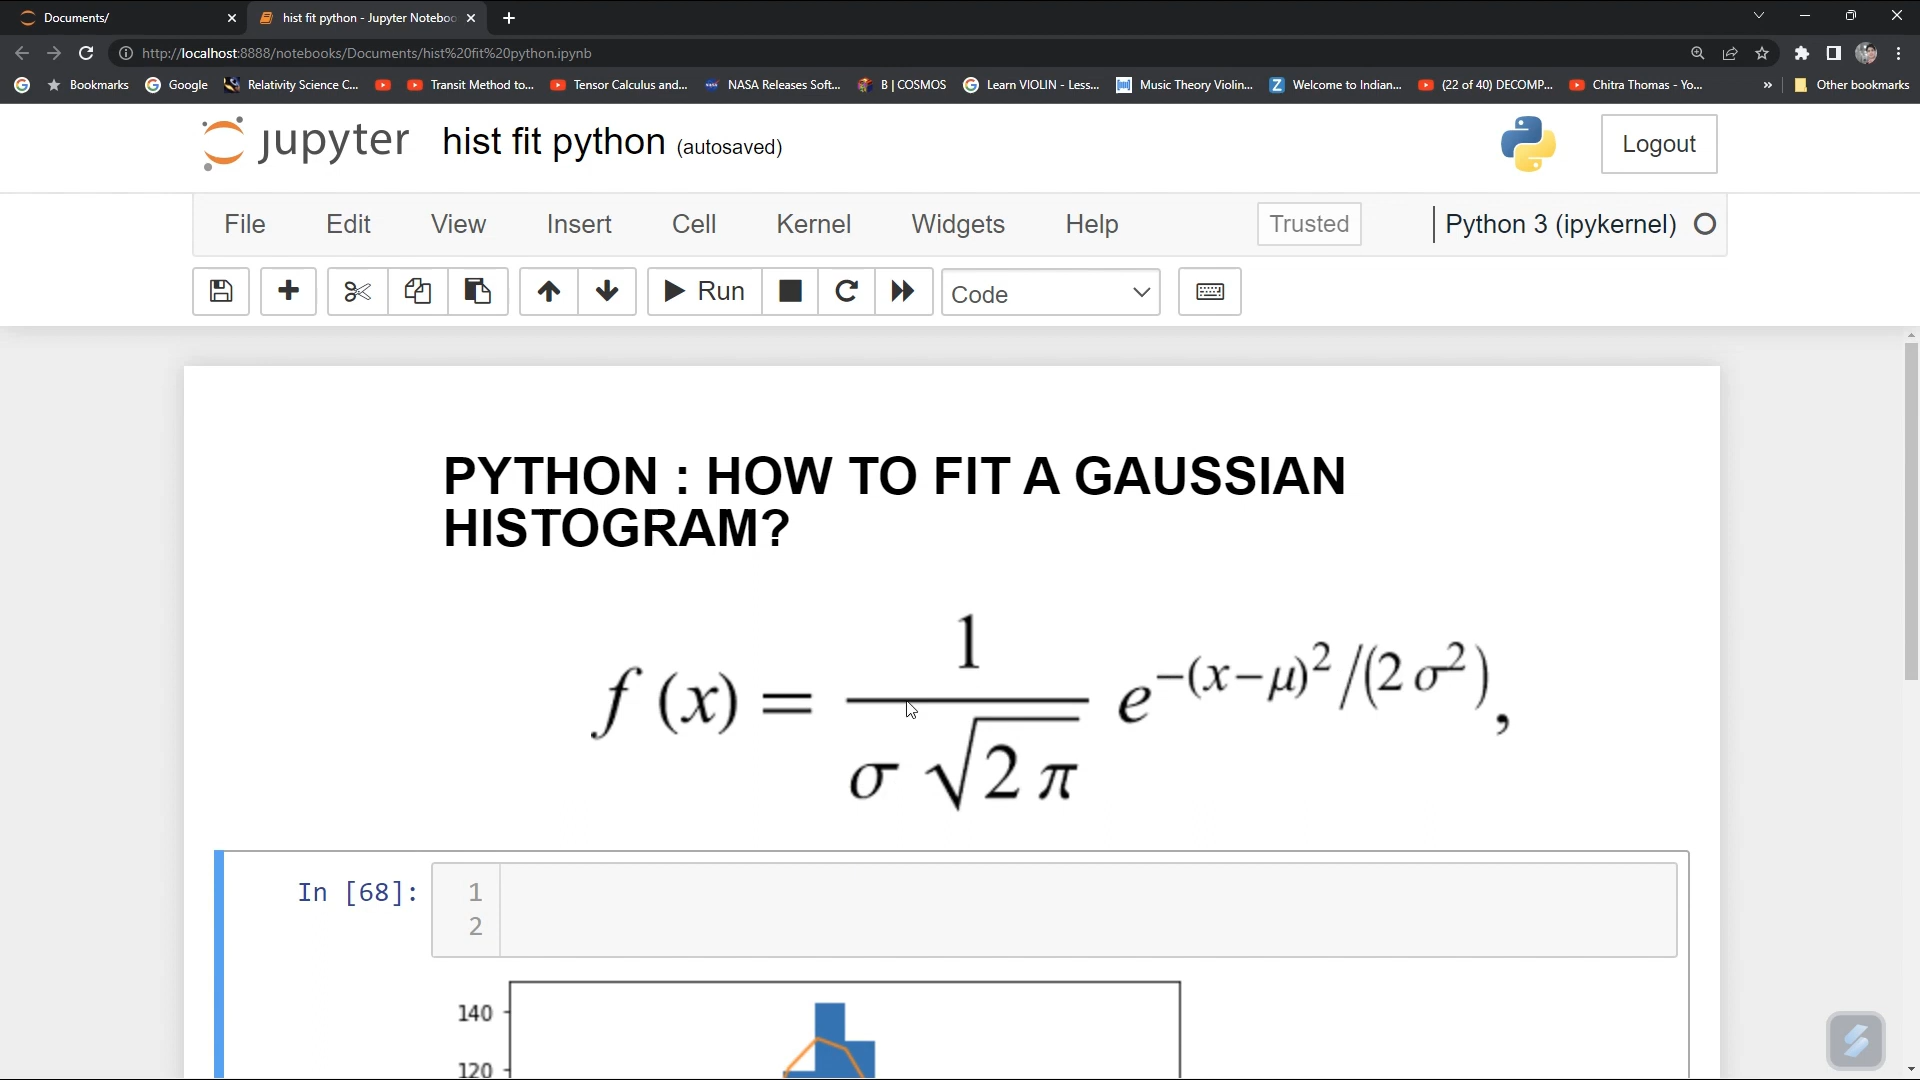 Documents/
hist fit python - Jupyter Noteboo
http://localhost:8888/notebooks/Documents/hist%20fit%20python.ipynb
Bookmarks
Google
Relativity Science C...
Transit Method to...
Tensor Calculus and...
NASA Releases Soft...
B | COSMOS
Learn VIOLIN - Less...
Music Theory Violin...
Welcome to Indian...
(22 of 40) DECOMP...
Chitra Thomas - Yo...
»
Other bookmarks
jupyter hist fit python (autosaved)
Logout
File Edit View Insert Cell Kernel Widgets Help
Trusted
Python 3 (ipykernel)
Run
Code
PYTHON : HOW TO FIT A GAUSSIAN
HISTOGRAM?
f (x) = 1 / (σ √(2 π)) e^(−(x−μ)²/(2 σ²)),
In [68]:
1
2
140
120